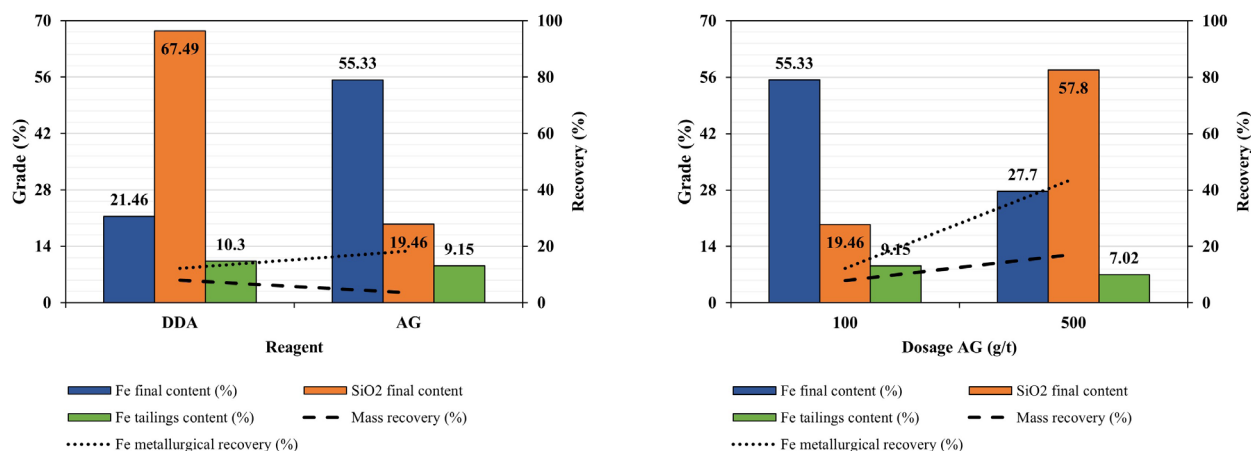 70
56
42
28
14
0
Grade (%)
67.49
55.33
21.46
10.3
19.46
9.15
100
80
60
40
20
0
Recovery (%)
DDA
AG
Reagent
Fe final content (%)
SiO2 final content
Fe tailings content (%)
Mass recovery (%)
Fe metallurgical recovery (%)
70
56
42
28
14
0
Grade (%)
55.33
57.8
27.7
19.46
9.15
7.02
100
80
60
40
20
0
Recovery (%)
100
500
Dosage AG (g/t)
Fe final content (%)
SiO2 final content
Fe tailings content (%)
Mass recovery (%)
Fe metallurgical recovery (%)